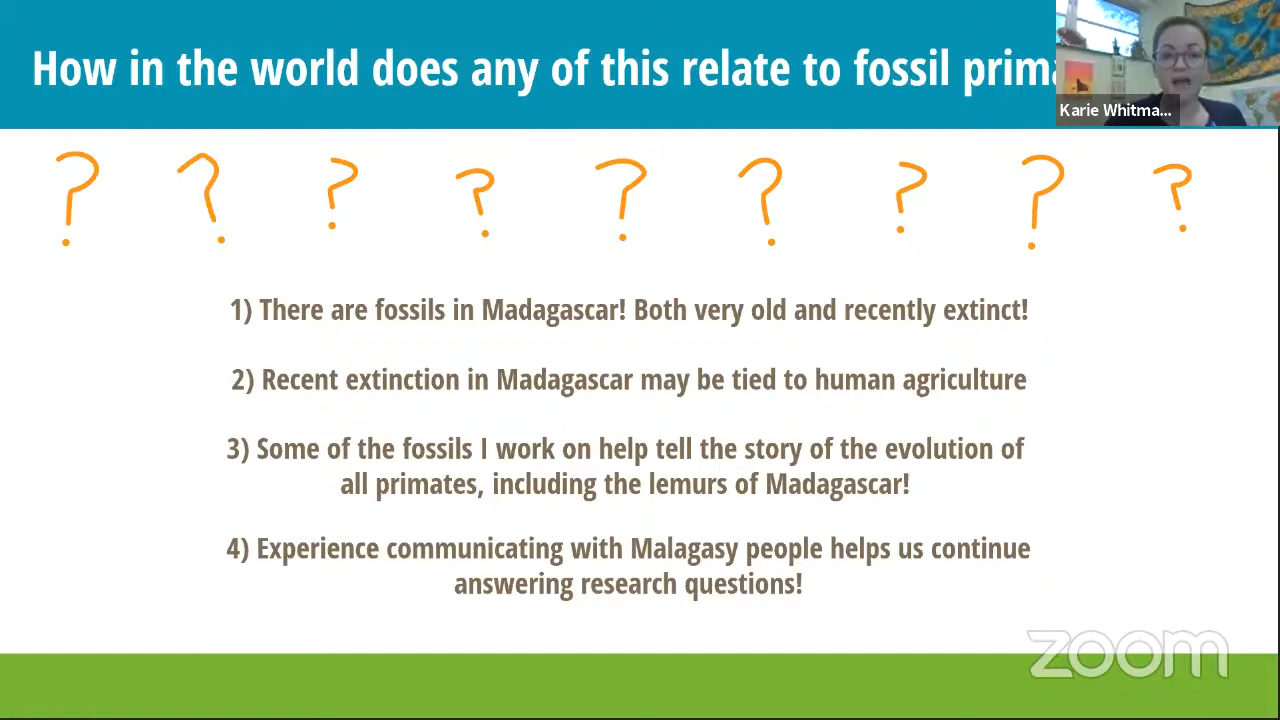 How in the world does any of this relate to fossil
Karie Whitma...
? ? ? ? ? ? ? ? ?
1) There are fossils in Madagascar! Both very old and recently extinct!
2) Recent extinction in Madagascar may be tied to human agriculture
3) Some of the fossils I work on help tell the story of the evolution of
all primates, including the lemurs of Madagascar!
4) Experience communicating with Malagasy people helps us continue
answering research questions!
zoom